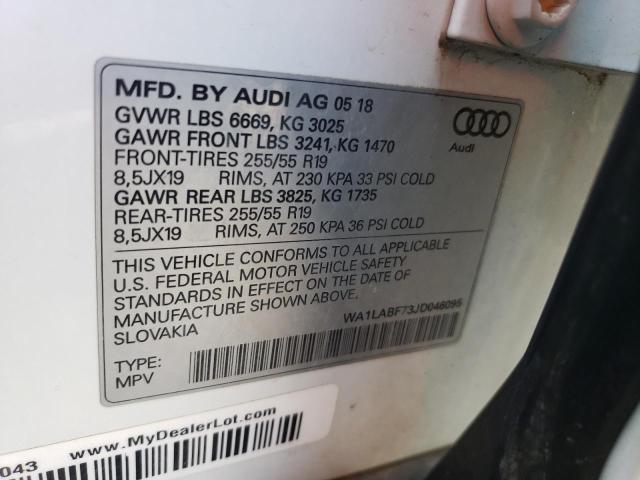 MFD. BY AUDI AG 05 18
GVWR LBS 6669, KG 3025
GAWR FRONT LBS 3241, KG 1470
FRONT-TIRES 255/55 R19
8,5JX19 RIMS, AT 230 KPA 33 PSI COLD
GAWR REAR LBS 3825, KG 1735
REAR-TIRES 255/55 R19
8,5JX19 RIMS, AT 250 KPA 36 PSI COLD
Audi
THIS VEHICLE CONFORMS TO ALL APPLICABLE
U.S. FEDERAL MOTOR VEHICLE SAFETY
STANDARDS IN EFFECT ON THE DATE OF
MANUFACTURE SHOWN ABOVE.
SLOVAKIA
WA1LABF73JD046095
TYPE:
MPV
www.MyDealerLot.com
043